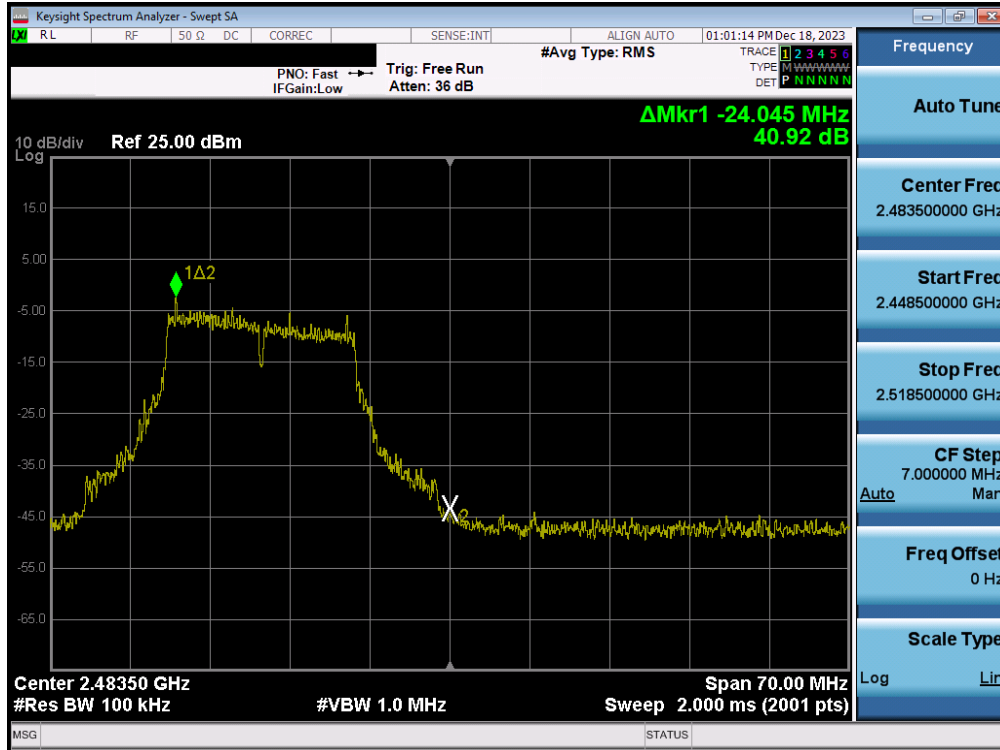 Keysight Spectrum Analyzer - Swept SA
LXI RL RF 50 Ω DC CORREC SENSE:INT ALIGN AUTO 01:01:14 PM Dec 18, 2023
#Avg Type: RMS
TRACE 1 2 3 4 5 6
TYPE M W W W W W
DET P N N N N N
PNO: Fast
IFGain:Low
Trig: Free Run
Atten: 36 dB
ΔMkr1 -24.045 MHz
40.92 dB
10 dB/div
Log
Ref 25.00 dBm
15.0
5.00
-5.00
-15.0
-25.0
-35.0
-45.0
-55.0
-65.0
1Δ2
X2
Center 2.48350 GHz
#Res BW 100 kHz
#VBW 1.0 MHz
Span 70.00 MHz
Sweep 2.000 ms (2001 pts)
MSG
STATUS
Frequency
Auto Tune
Center Freq
2.483500000 GHz
Start Freq
2.448500000 GHz
Stop Freq
2.518500000 GHz
CF Step
7.000000 MHz
Auto Man
Freq Offset
0 Hz
Scale Type
Log Lin